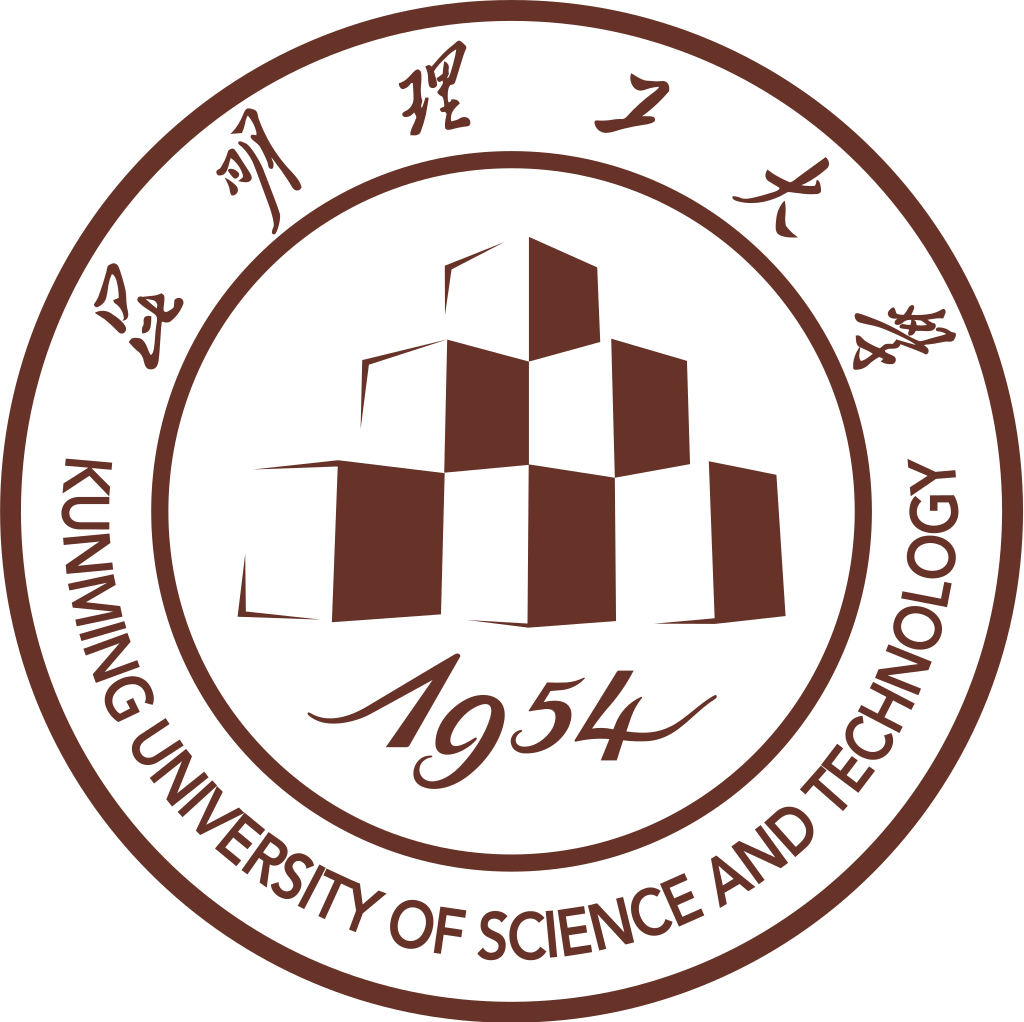 昆明理工大学
1954
KUNMING UNIVERSITY OF SCIENCE AND TECHNOLOGY